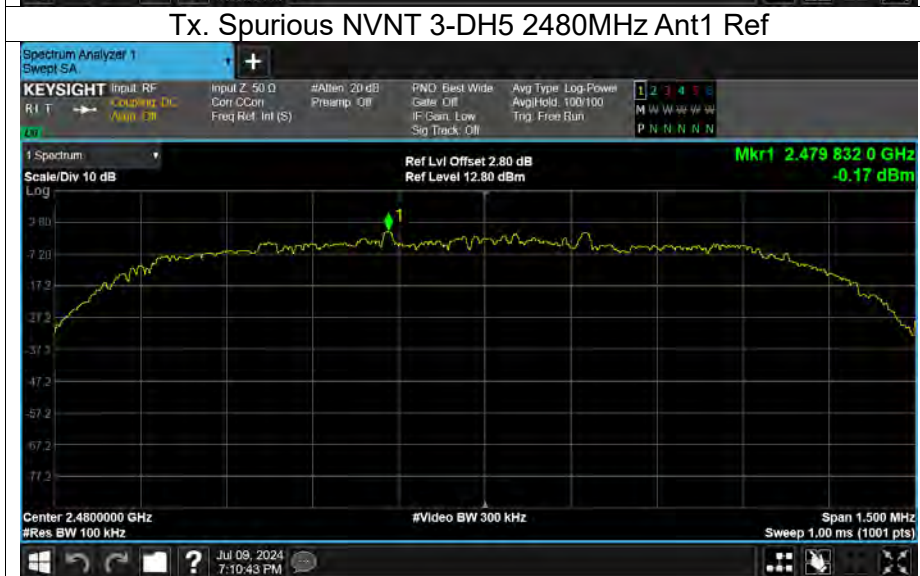 Tx. Spurious NVNT 3-DH5 2480MHz Ant1 Ref
Spectrum Analyzer 1
Swept SA
+
KEYSIGHT Input: RF
R L T
Coupling: DC
Align: Off
Input Z: 50 Ω
Corr CCorr
Freq Ref: Int (S)
#Atten: 20 dB
Preamp: Off
PNO: Best Wide
Gate: Off
IF Gain: Low
Sig Track: Off
Avg Type: Log-Power
Avg|Hold: 100/100
Trig: Free Run
1 2 3 4 5 6
M W W W W W
P N N N N N
1 Spectrum
Scale/Div 10 dB
Log
Ref Lvl Offset 2.80 dB
Ref Level 12.80 dBm
Mkr1 2.479 832 0 GHz
-0.17 dBm
1
2.80
-7.20
-17.2
-27.2
-37.2
-47.2
-57.2
-67.2
-77.2
Center 2.4800000 GHz
#Res BW 100 kHz
#Video BW 300 kHz
Span 1.500 MHz
Sweep 1.00 ms (1001 pts)
?
Jul 09, 2024
7:10:43 PM